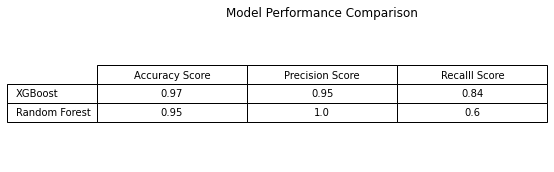 Model Performance Comparison
Accuracy Score Precision Score Recalll Score
XGBoost 0.97 0.95 0.84
Random Forest 0.95 1.0 0.6